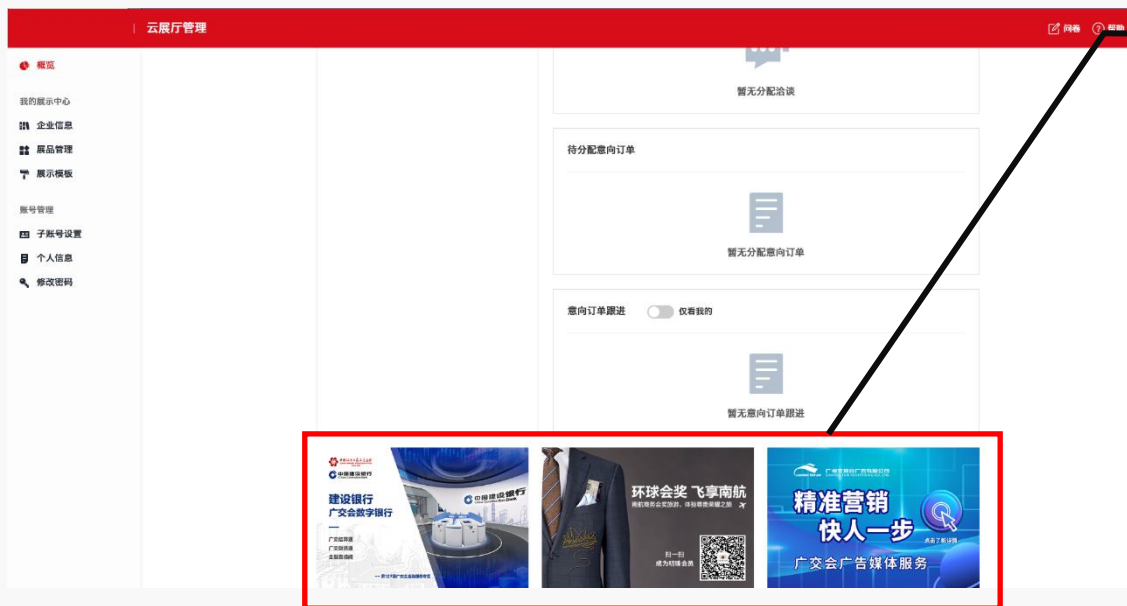 云展厅管理
问卷
帮助
概览
我的展示中心
企业信息
展品管理
展示模板
账号管理
子账号设置
个人信息
修改密码
暂无分配洽谈
待分配意向订单
暂无分配意向订单
意向订单跟进
仅看我的
暂无意向订单跟进
中国建设银行
建设银行
广交会数字银行
中国建设银行
环球会奖 飞享南航
扫一扫
成为明珠会员
精准营销
快人一步
点击了解详情
广交会广告媒体服务